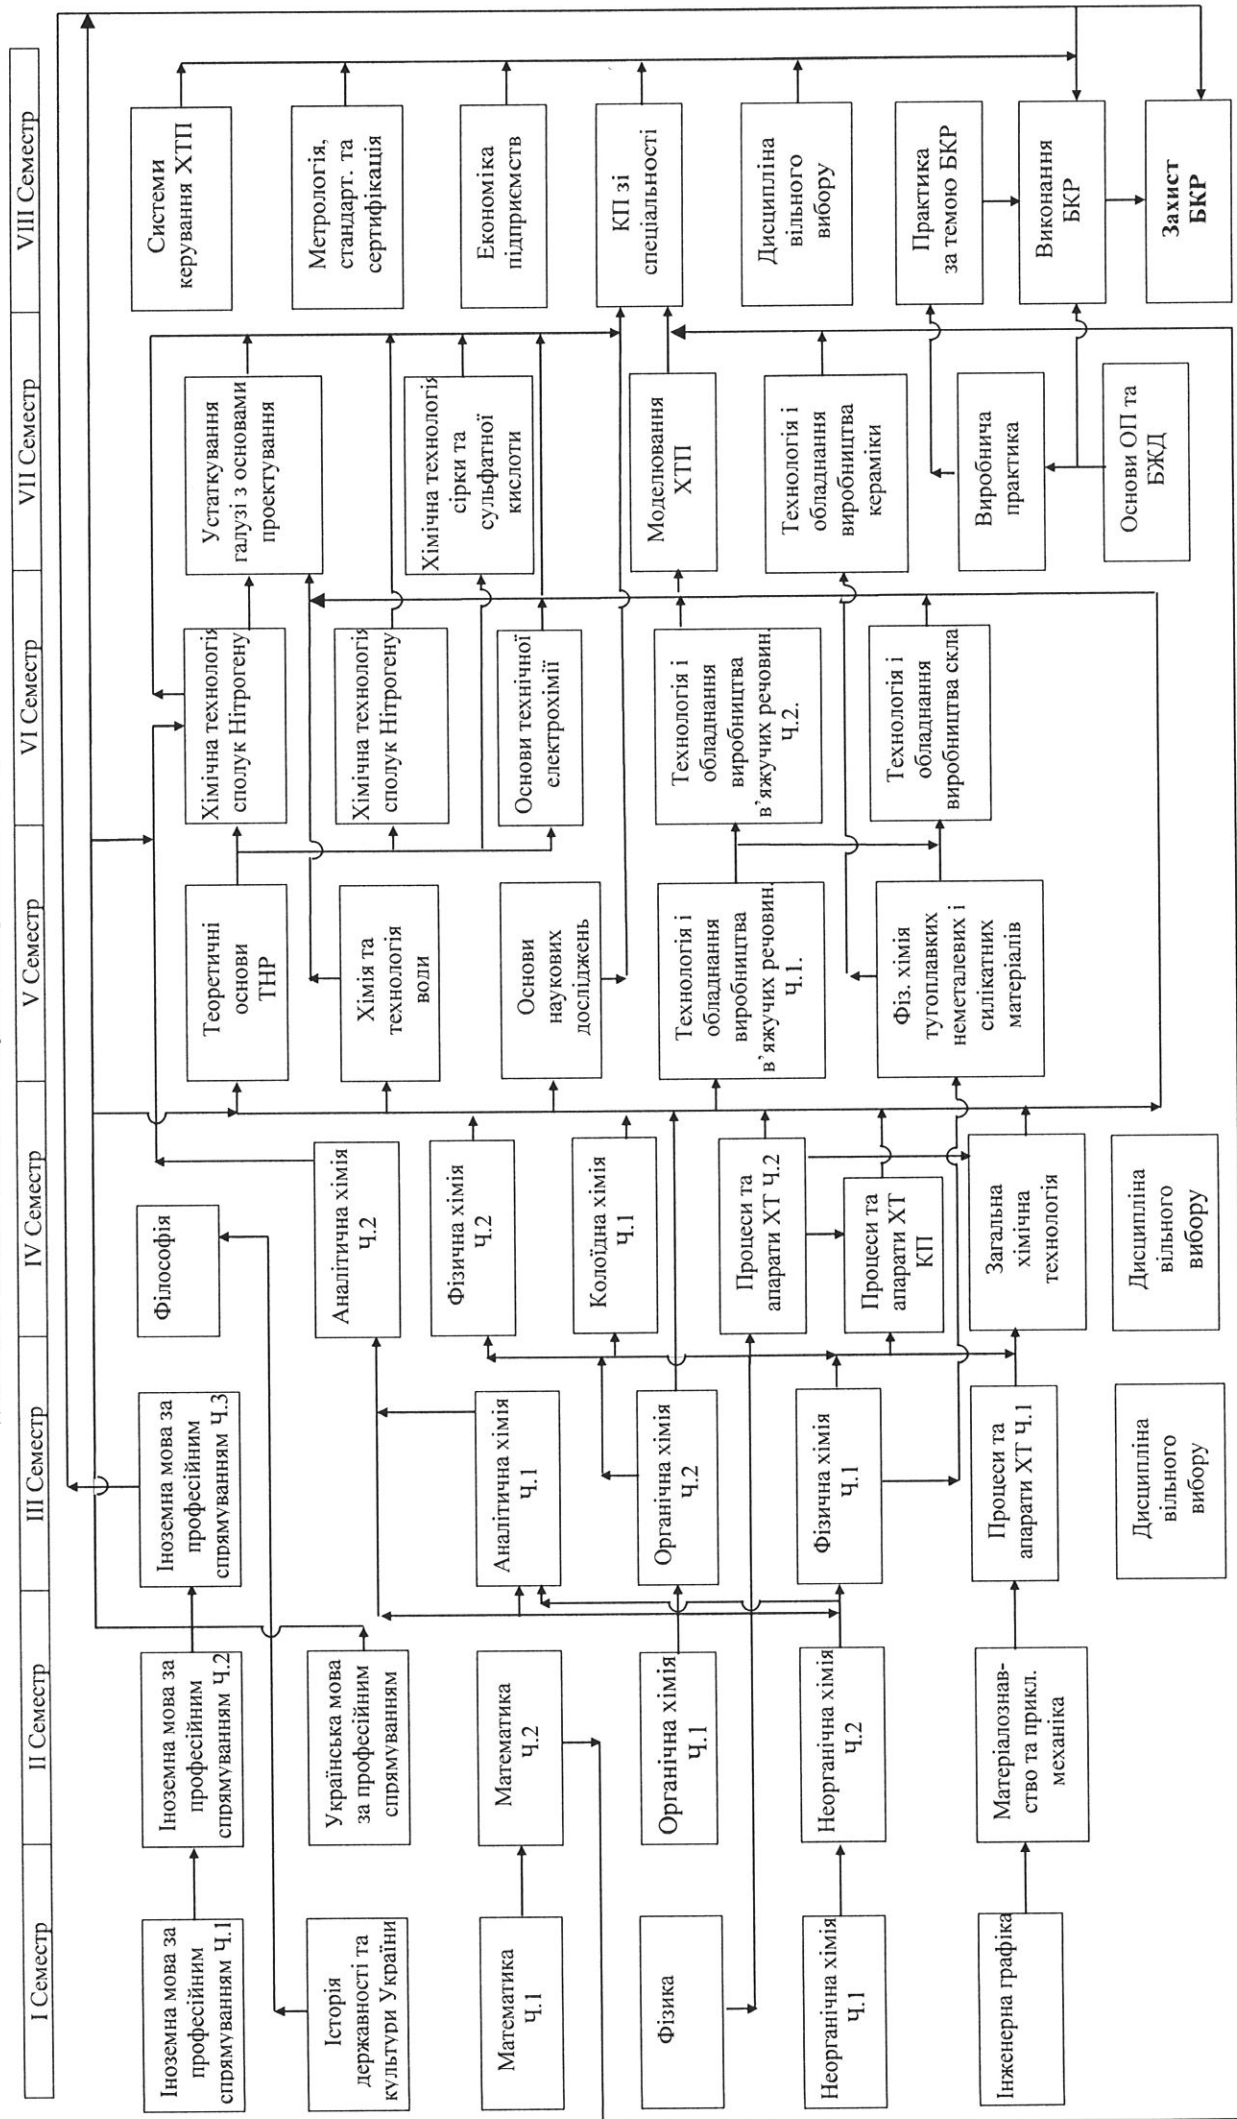 I Семестр
II Семестр
III Семестр
IV Семестр
V Семестр
VI Семестр
VII Семестр
VIII Семестр
Іноземна мова за
професійним
спрямуванням Ч.1
Історія
державності та
культури України
Математика
Ч.1
Фізика
Неорганічна хімія
Ч.1
Інженерна графіка
Іноземна мова за
професійним
спрямуванням Ч.2
Українська мова
за професійним
спрямуванням
Математика
Ч.2
Органічна хімія
Ч.1
Неорганічна хімія
Ч.2
Матеріалознав-
ство та прикл.
механіка
Іноземна мова за
професійним
спрямуванням Ч.3
Аналітична хімія
Ч.1
Органічна хімія
Ч.2
Фізична хімія
Ч.1
Процеси та
апарати ХТ Ч.1
Дисципліна
вільного
вибору
Філософія
Аналітична хімія
Ч.2
Фізична хімія
Ч.2
Колоїдна хімія
Ч.1
Процеси та
апарати ХТ Ч.2
Процеси та
апарати ХТ
КП
Загальна
хімічна
технологія
Дисципліна
вільного
вибору
Теоретичні
основи
ТНР
Хімія та
технологія
води
Основи
наукових
досліджень
Технологія і
обладнання
виробництва
в’яжучих речовин.
Ч.1.
Фіз. хімія
тугоплавких
неметалевих і
силікатних
матеріалів
Хімічна технологія
сполук Нітрогену
Хімічна технологія
сполук Нітрогену
Основи технічної
електрохімії
Технологія і
обладнання
виробництва
в’яжучих речовин.
Ч.2.
Технологія і
обладнання
виробництва скла
Устаткування
галузі з основами
проектування
Хімічна технологія
сірки та
сульфатної
кислоти
Моделювання
ХТП
Технологія і
обладнання
виробництва
кераміки
Виробнича
практика
Основи ОП та
БЖД
Системи
керування ХТП
Метрологія,
стандарт. та
сертифікація
Економіка
підприємств
КП зі
спеціальності
Дисципліна
вільного
вибору
Практика
за темою БКР
Виконання
БКР
Захист
БКР